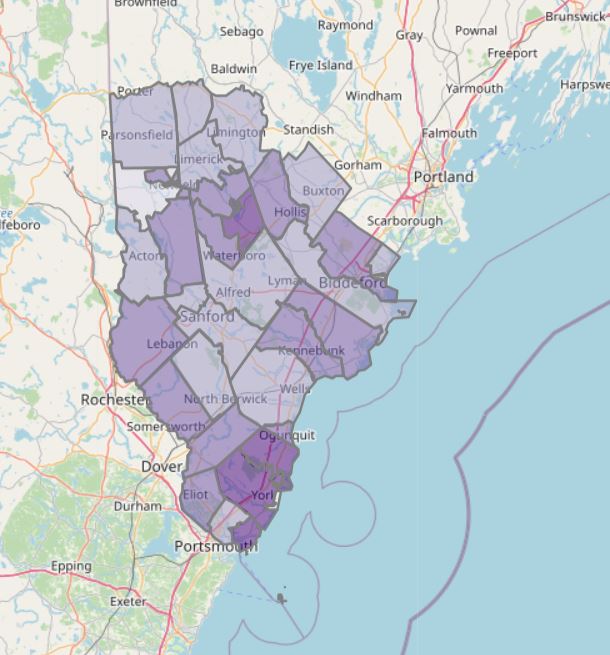 Brownfield
Raymond
Sebago
Gray
Pownal
Brunswick
Freeport
Baldwin
Frye Island
Windham
Yarmouth
Harpswe
Porter
Parsonsfield
Limington
Standish
Falmouth
Limerick
Gorham
Portland
Buxton
Hollis
Scarborough
lfeboro
Acton
Waterboro
Lyman
Biddeford
Alfred
Sanford
Lebanon
Kennebunk
Wells
Rochester
North Berwick
Somersworth
Ogunquit
Dover
Eliot
York
Durham
Portsmouth
Epping
Exeter